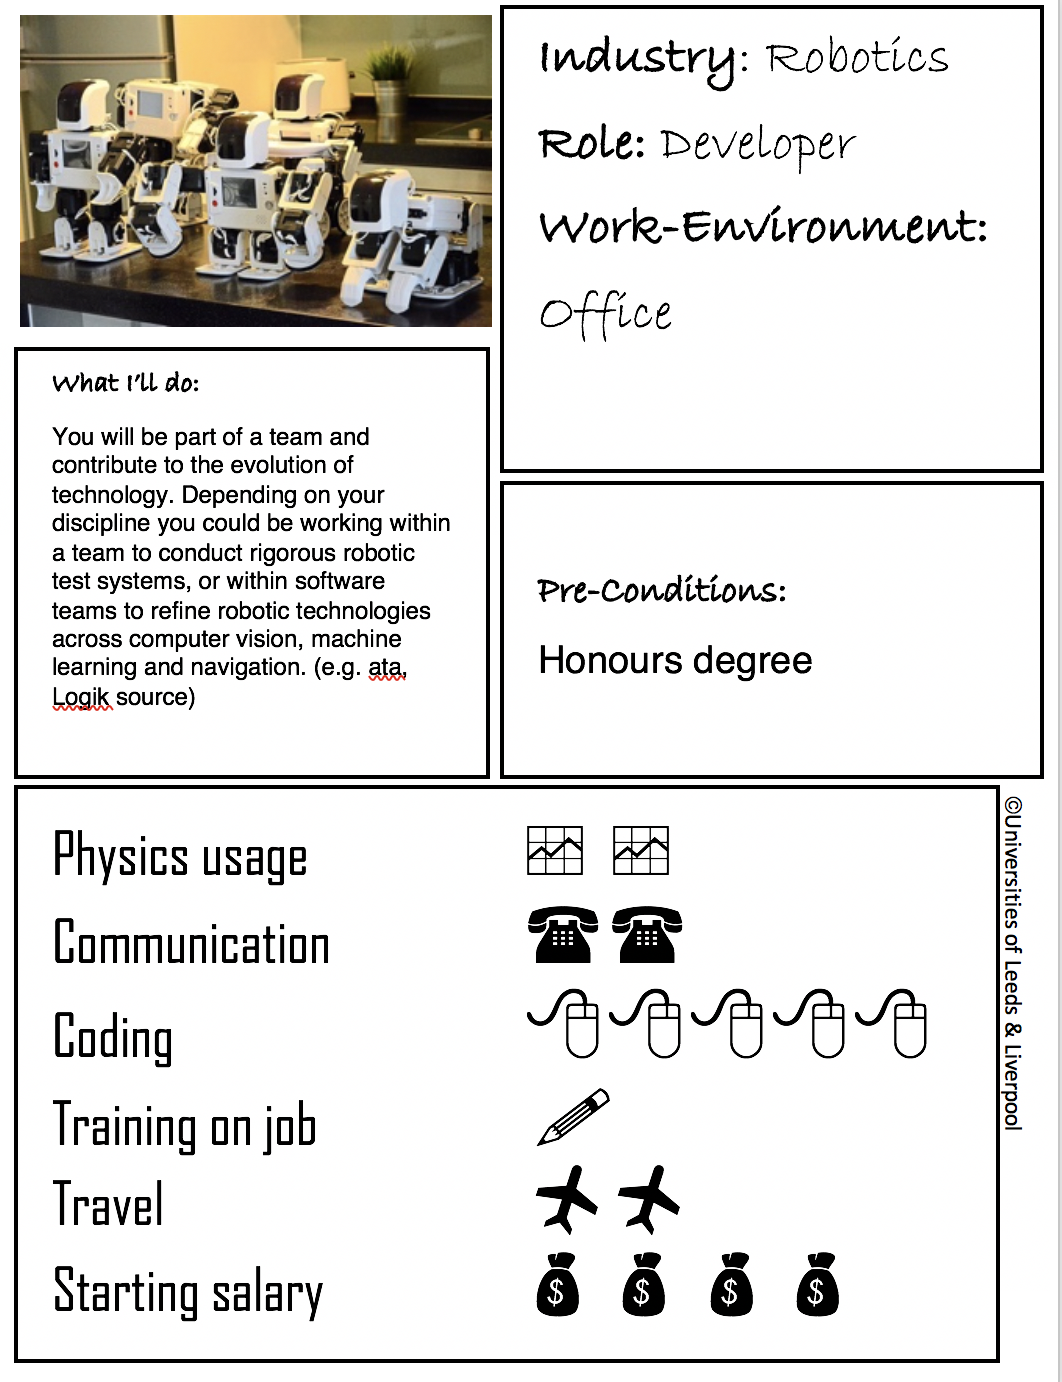 Industry: Robotics
Role: Developer
Work-Environment:
Office
What I'll do:
You will be part of a team and
contribute to the evolution of
technology. Depending on your
discipline you could be working within
a team to conduct rigorous robotic
test systems, or within software
teams to refine robotic technologies
across computer vision, machine
learning and navigation. (e.g. ata,
Logik source)
Pre-Conditions:
Honours degree
Physics usage
Communication
Coding
Training on job
Travel
Starting salary
$ $ $ $
©Universities of Leeds & Liverpool